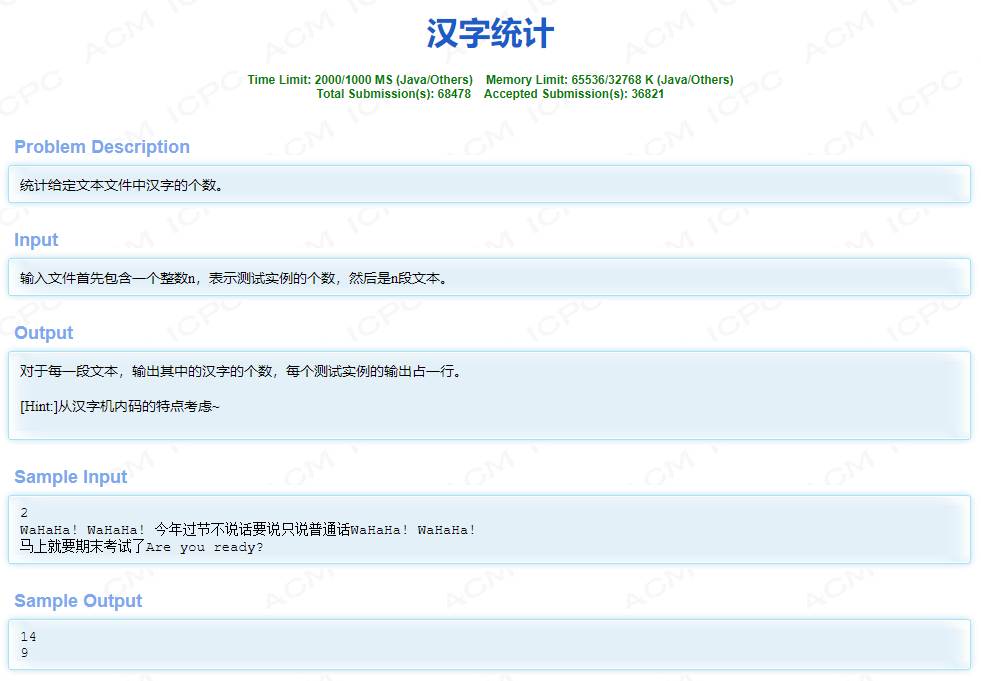 汉字统计
Time Limit: 2000/1000 MS (Java/Others) Memory Limit: 65536/32768 K (Java/Others)
Total Submission(s): 68478 Accepted Submission(s): 36821
Problem Description
统计给定文本文件中汉字的个数。
Input
输入文件首先包含一个整数n，表示测试实例的个数，然后是n段文本。
Output
对于每一段文本，输出其中的汉字的个数，每个测试实例的输出占一行。
[Hint:]从汉字机内码的特点考虑~
Sample Input
2
WaHaHa! WaHaHa! 今年过节不说话要说只说普通话WaHaHa! WaHaHa!
马上就要期末考试了Are you ready?
Sample Output
14
9